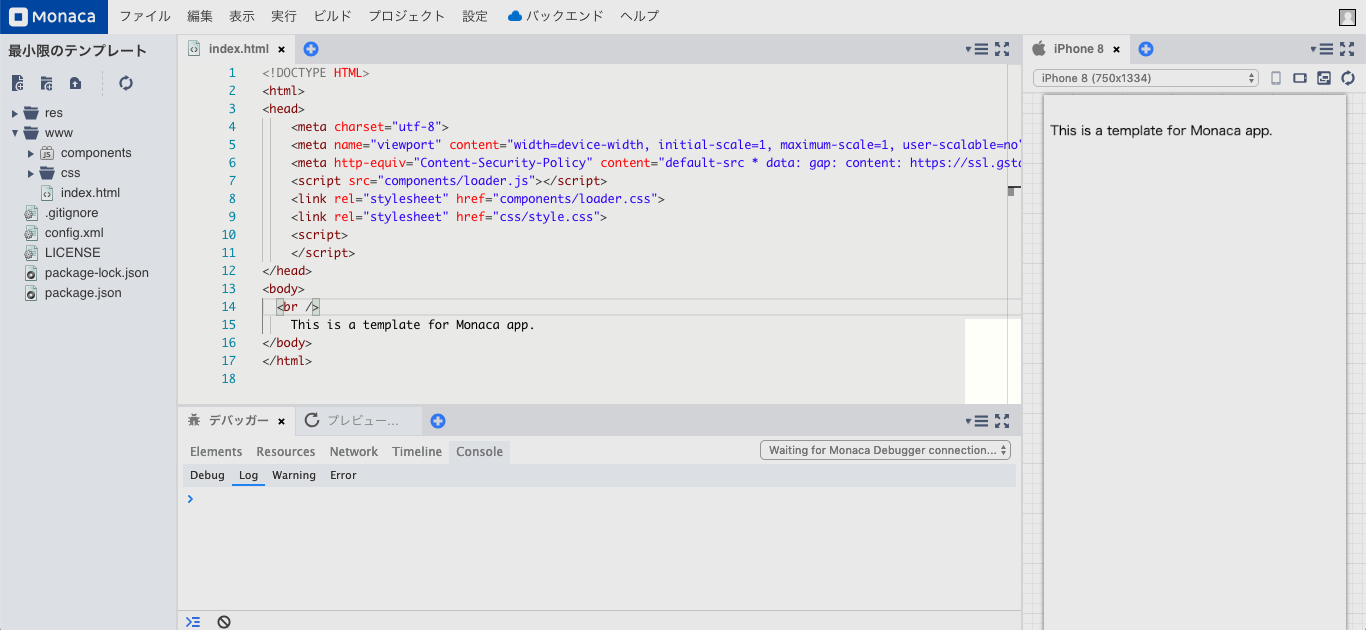 Monaca ファイル 編集 表示 実行 ビルド プロジェクト 設定 バックエンド ヘルプ
最小限のテンプレート
res
www
components
css
index.html
.gitignore
config.xml
LICENSE
package-lock.json
package.json
index.html ×
1 <!DOCTYPE HTML>
2 <html>
3 <head>
4 <meta charset="utf-8">
5 <meta name="viewport" content="width=device-width, initial-scale=1, maximum-scale=1, user-scalable=no"
6 <meta http-equiv="Content-Security-Policy" content="default-src * data: gap: content: https://ssl.gsta
7 <script src="components/loader.js"></script>
8 <link rel="stylesheet" href="components/loader.css">
9 <link rel="stylesheet" href="css/style.css">
10 <script>
11 </script>
12 </head>
13 <body>
14 <br />
15 This is a template for Monaca app.
16 </body>
17 </html>
18
デバッガー × プレビュー...
Elements Resources Network Timeline Console Waiting for Monaca Debugger connection...
Debug Log Warning Error
iPhone 8 ×
iPhone 8 (750x1334)
This is a template for Monaca app.